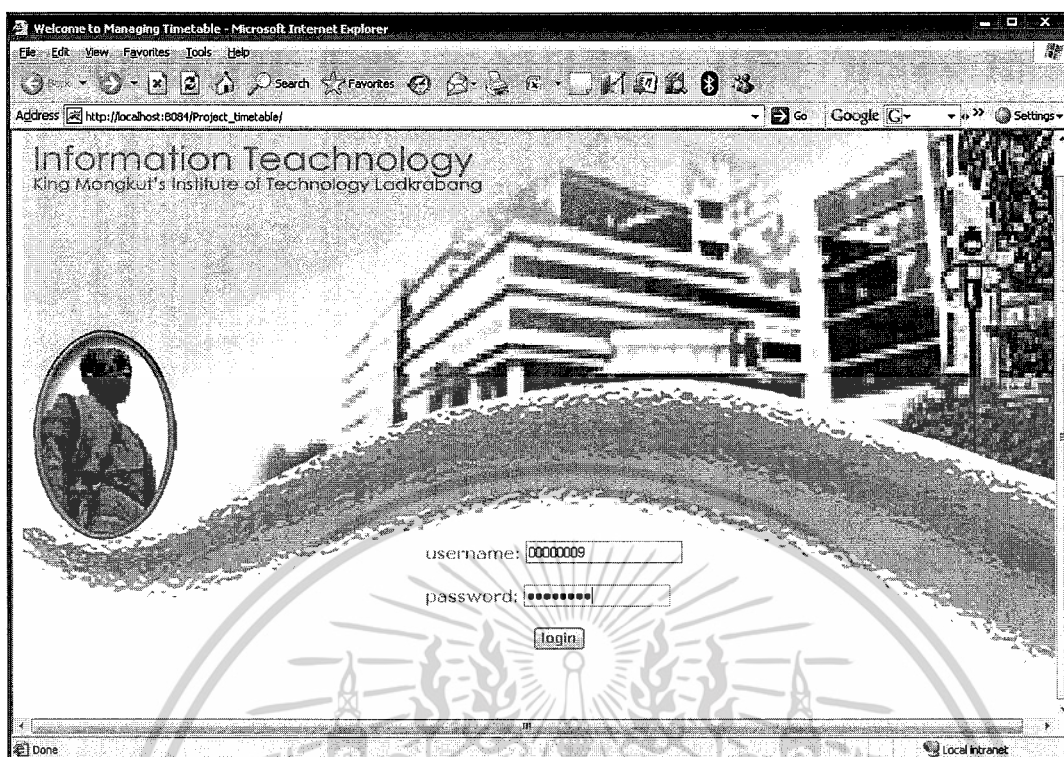 Welcome to Managing Timetable - Microsoft Internet Explorer
File Edit View Favorites Tools Help
Back Search Favorites
Address http://localhost:8084/Project_timetable/ Go Google G Settings
Information Teachnology
King Mongkut's Institute of Technology Ladkrabang
username: 00000009
password: ••••••••
login
Done Local intranet